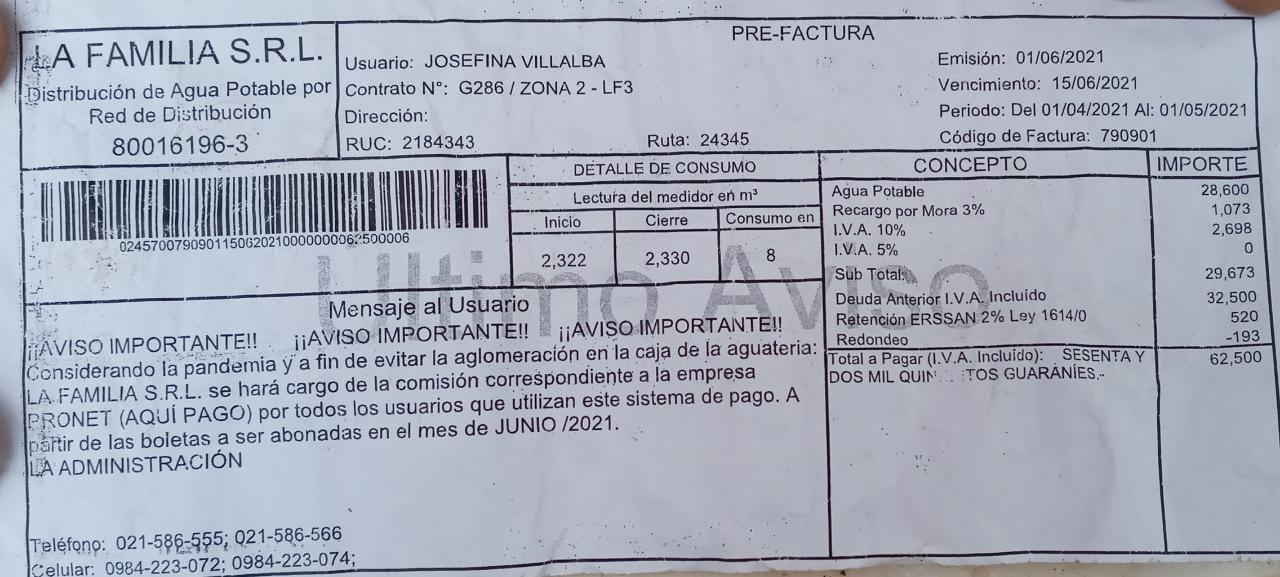 LA FAMILIA S.R.L.
Distribución de Agua Potable por
Red de Distribución
80016196-3
PRE-FACTURA
Usuario: JOSEFINA VILLALBA
Contrato N°: G286 / ZONA 2 - LF3
Dirección:
RUC: 2184343
Ruta: 24345
Emisión: 01/06/2021
Vencimiento: 15/06/2021
Periodo: Del 01/04/2021 Al: 01/05/2021
Código de Factura: 790901
DETALLE DE CONSUMO
Lectura del medidor en m³
Inicio Cierre Consumo en
2,322 2,330 8
CONCEPTO IMPORTE
Agua Potable 28,600
Recargo por Mora 3% 1,073
I.V.A. 10% 2,698
I.V.A. 5% 0
Sub Total: 29,673
Deuda Anterior I.V.A. Incluído 32,500
Retención ERSSAN 2% Ley 1614/0 520
Redondeo -193
Total a Pagar (I.V.A. Incluído): SESENTA Y 62,500
DOS MIL GUARANÍES.-
Ultimo Aviso
Mensaje al Usuario
¡¡AVISO IMPORTANTE!! ¡¡AVISO IMPORTANTE!! ¡¡AVISO IMPORTANTE!!
Considerando la pandemia y a fin de evitar la aglomeración en la caja de la aguateria:
LA FAMILIA S.R.L. se hará cargo de la comisión correspondiente a la empresa
PRONET (AQUÍ PAGO) por todos los usuarios que utilizan este sistema de pago. A
partir de las boletas a ser abonadas en el mes de JUNIO /2021.
LA ADMINISTRACIÓN
Teléfono: 021-586-555; 021-586-566
Celular: 0984-223-072; 0984-223-074;